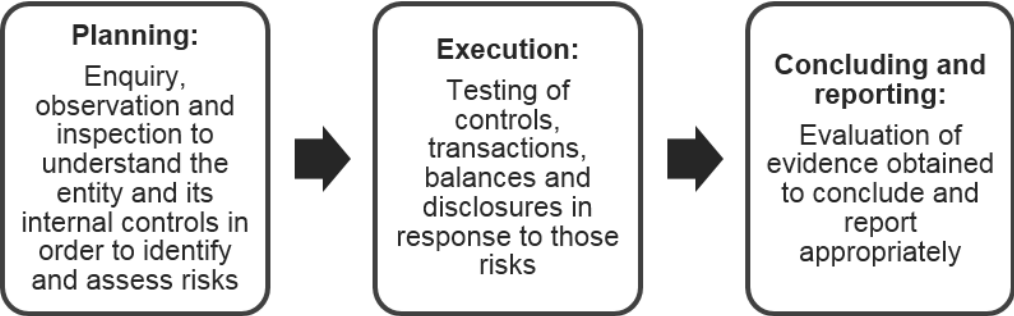 Planning:
Enquiry,
observation and
inspection to
understand the
entity and its
internal controls in
order to identify
and assess risks
Execution:
Testing of
controls,
transactions,
balances and
disclosures in
response to those
risks
Concluding and
reporting:
Evaluation of
evidence obtained
to conclude and
report
appropriately